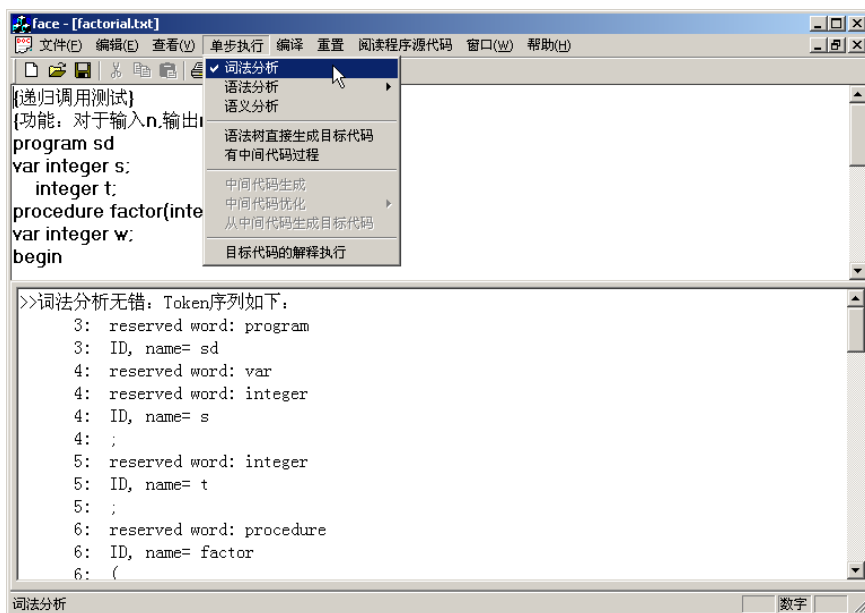 face - [factorial.txt]
文件(F) 编辑(E) 查看(V) 单步执行 编译 重置 阅读程序源代码 窗口(W) 帮助(H)
词法分析
语法分析
语义分析
语法树直接生成目标代码
有中间代码过程
中间代码生成
中间代码优化
从中间代码生成目标代码
目标代码的解释执行
{递归调用测试}
{功能：对于输入n,输出
program sd
var integer s;
integer t;
procedure factor(inte
var integer w;
begin
>>词法分析无错：Token序列如下：
3: reserved word: program
3: ID, name= sd
4: reserved word: var
4: reserved word: integer
4: ID, name= s
4: ;
5: reserved word: integer
5: ID, name= t
5: ;
6: reserved word: procedure
6: ID, name= factor
6: (
词法分析 数字